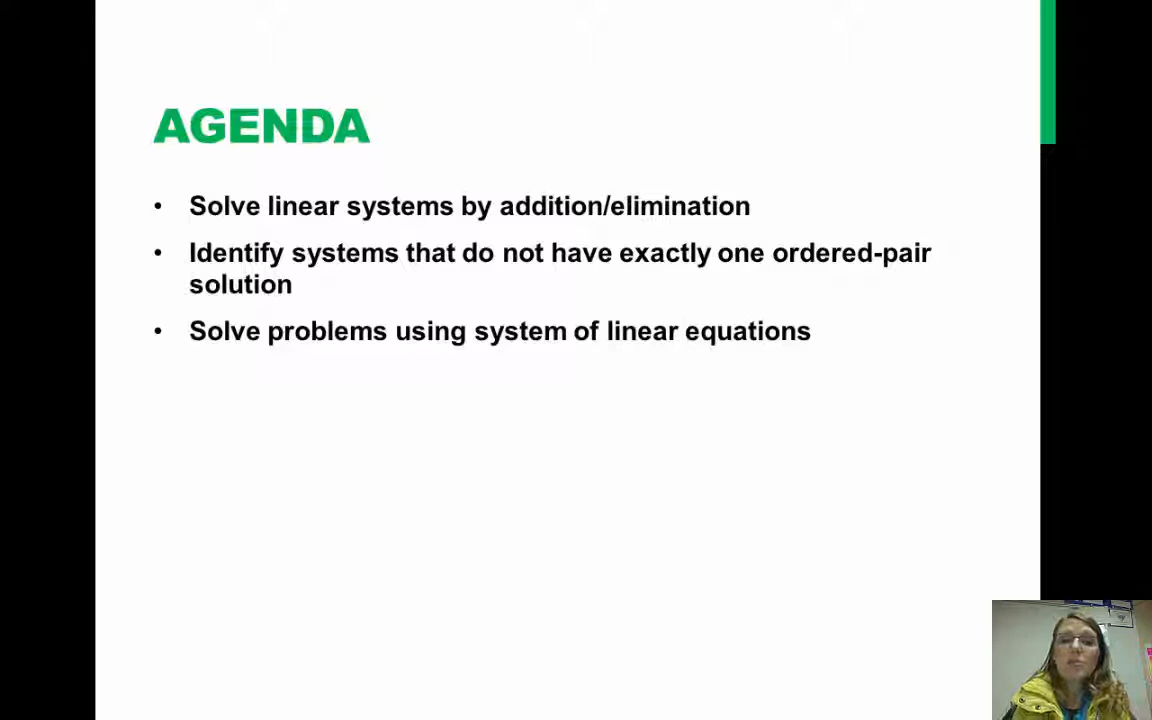 AGENDA
• Solve linear systems by addition/elimination
• Identify systems that do not have exactly one ordered-pair
solution
• Solve problems using system of linear equations